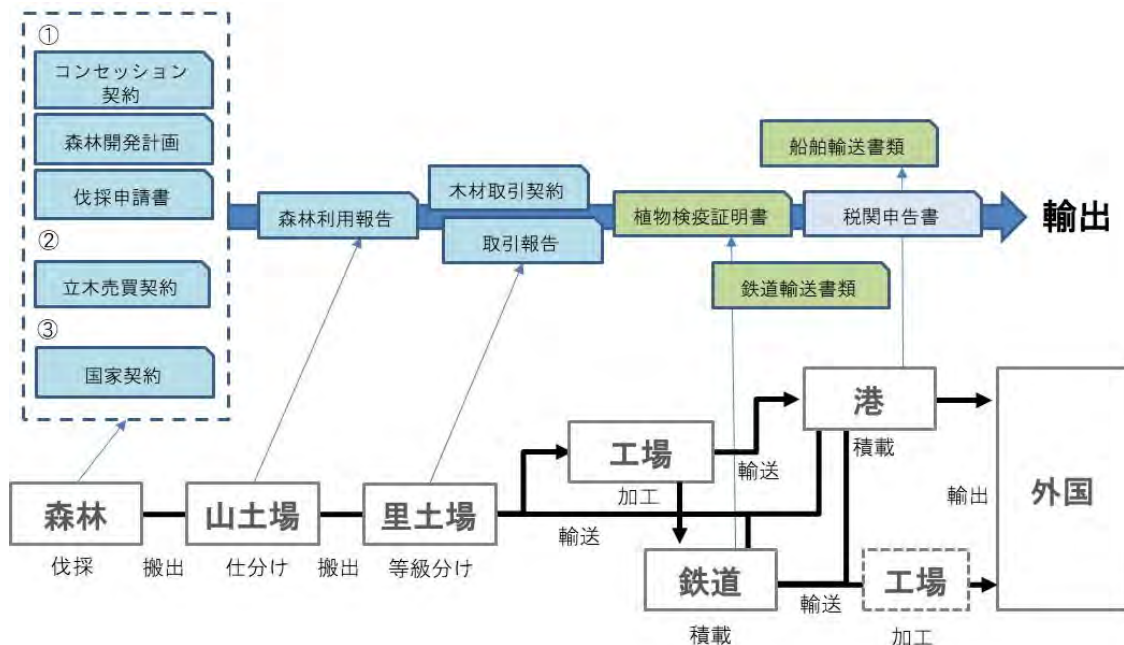 ①
コンセッション
契約
森林開発計画
伐採申請書
②
立木売買契約
③
国家契約
森林利用報告
木材取引契約
取引報告
植物検疫証明書
鉄道輸送書類
船舶輸送書類
税関申告書
輸出
森林
伐採
搬出
山土場
仕分け
搬出
里土場
等級分け
輸送
工場
加工
輸送
港
積載
輸出
外国
鉄道
積載
輸送
工場
加工